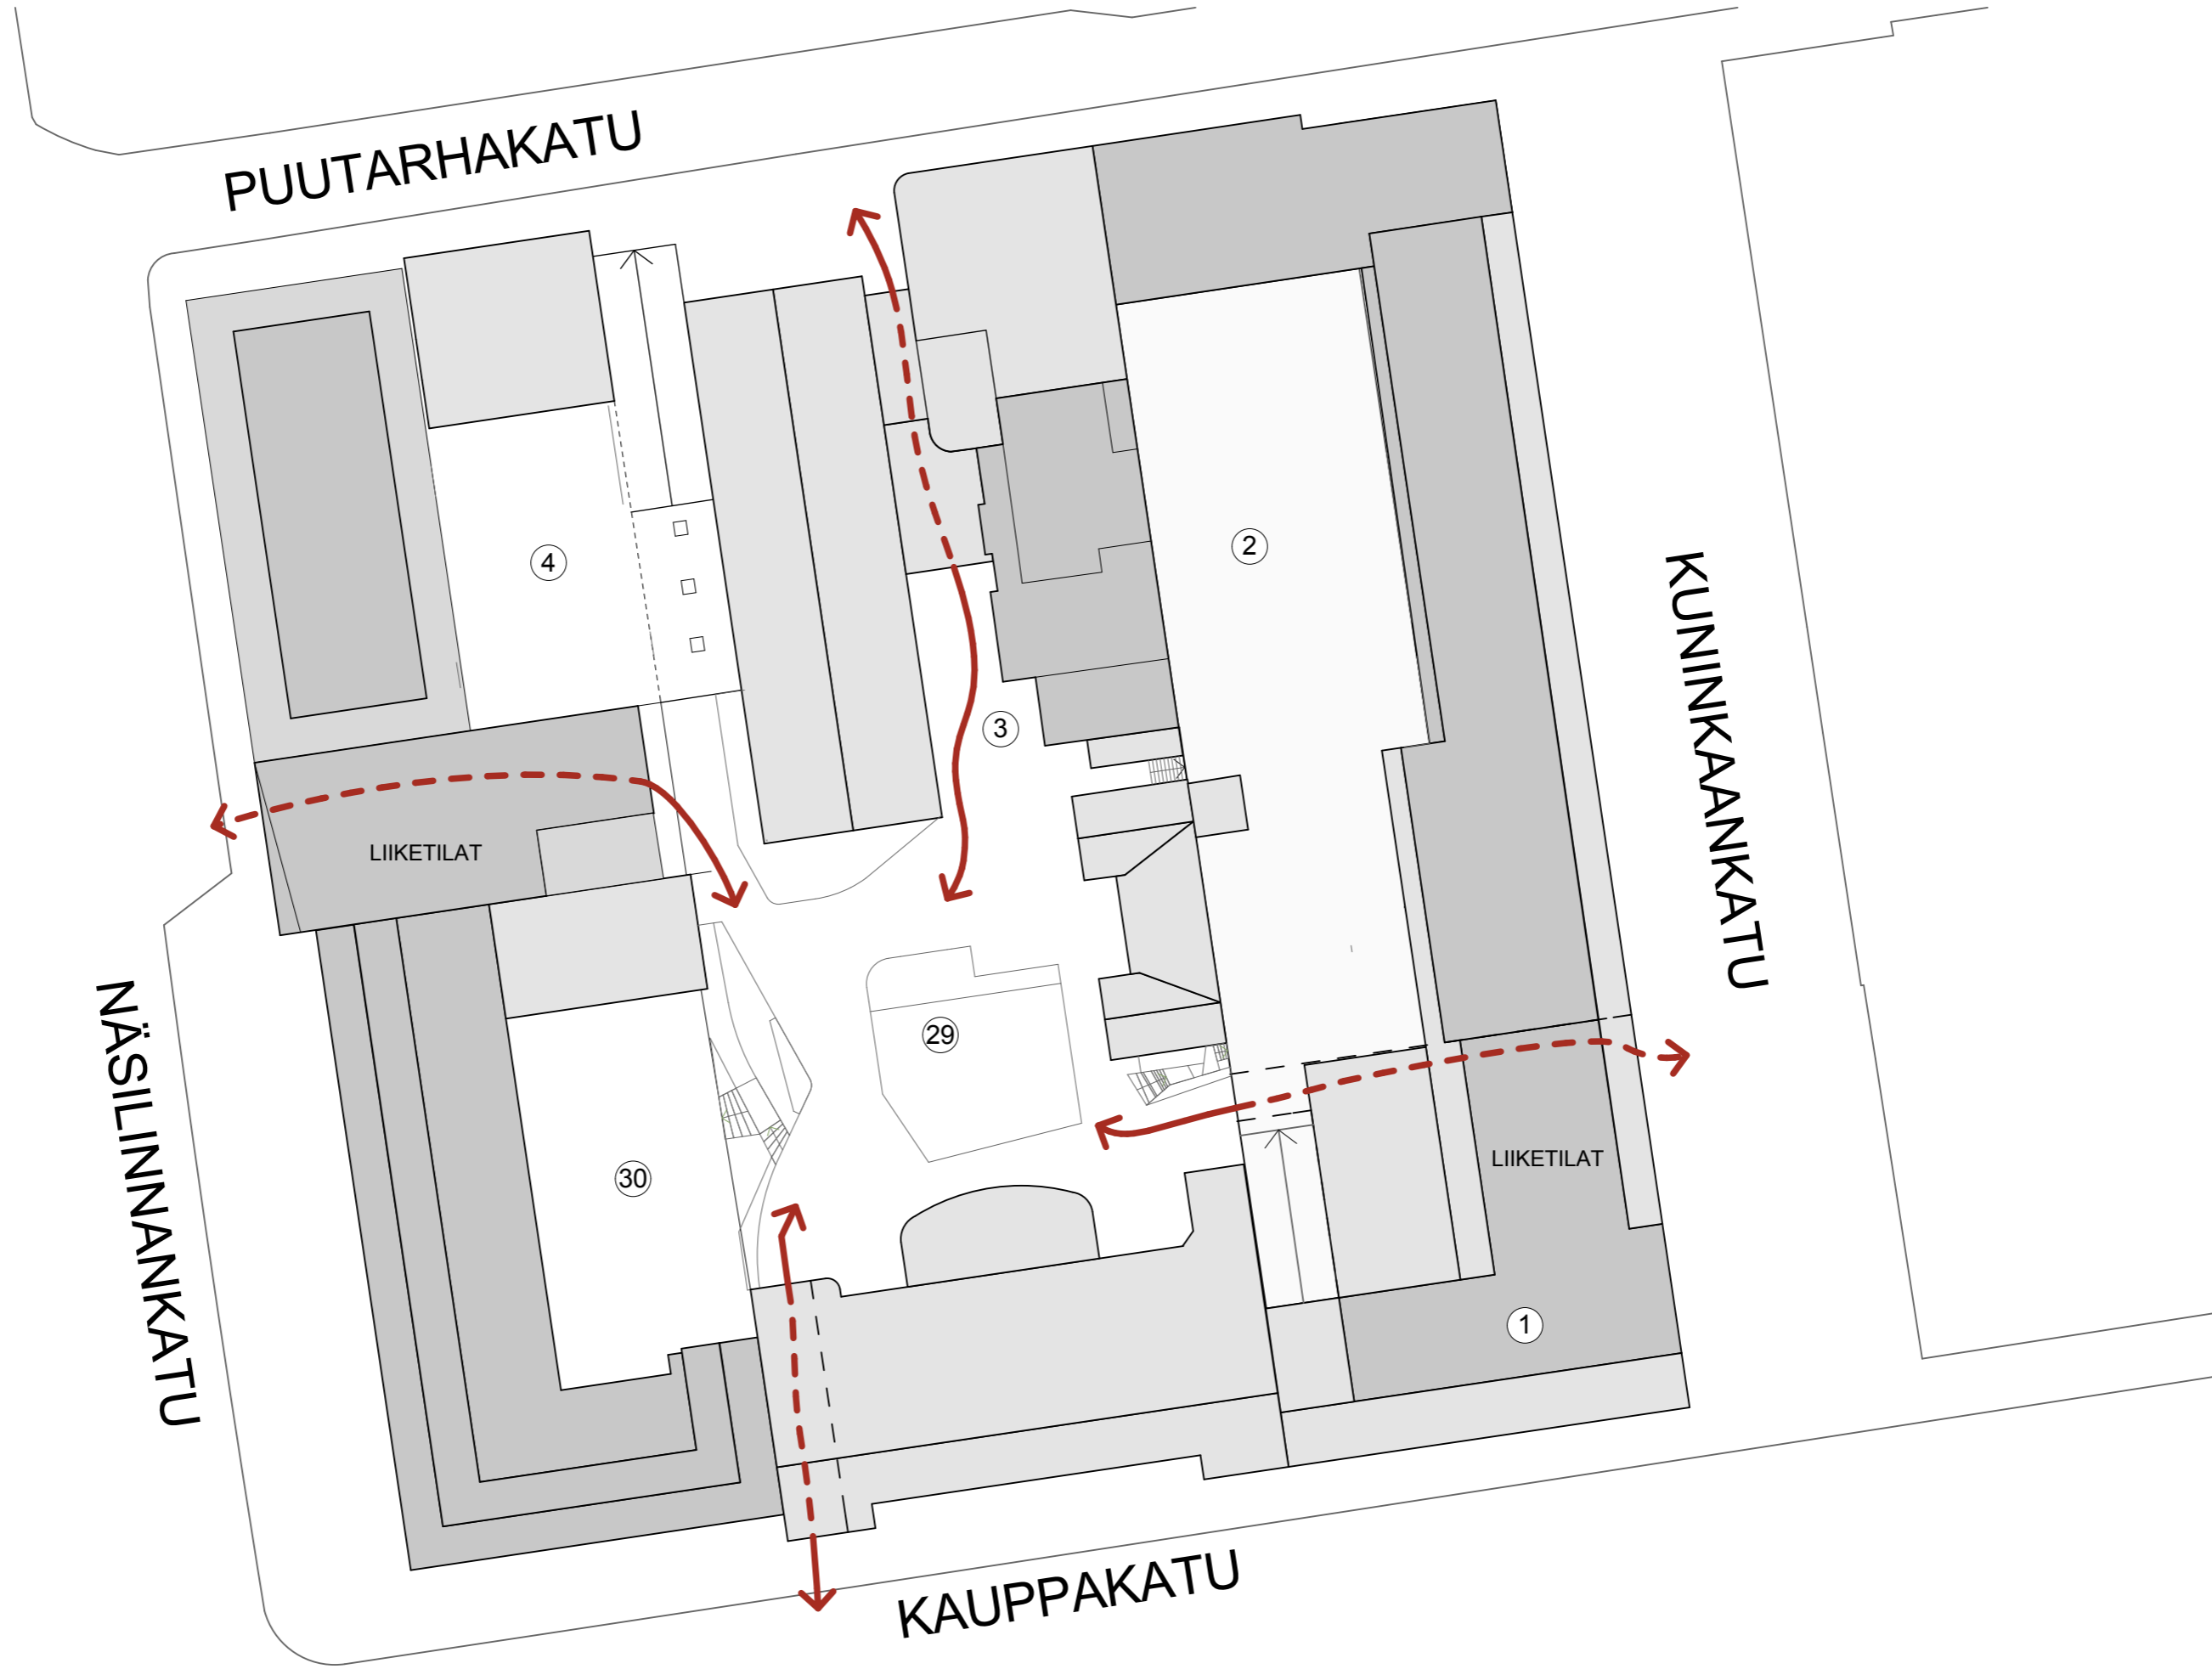 PUUTARHAKATU
2
4
KUNINKAANKATU
3
LIIKETILAT
NÄSILINNANKATU
29
LIIKETILAT
30
1
KAUPPAKATU